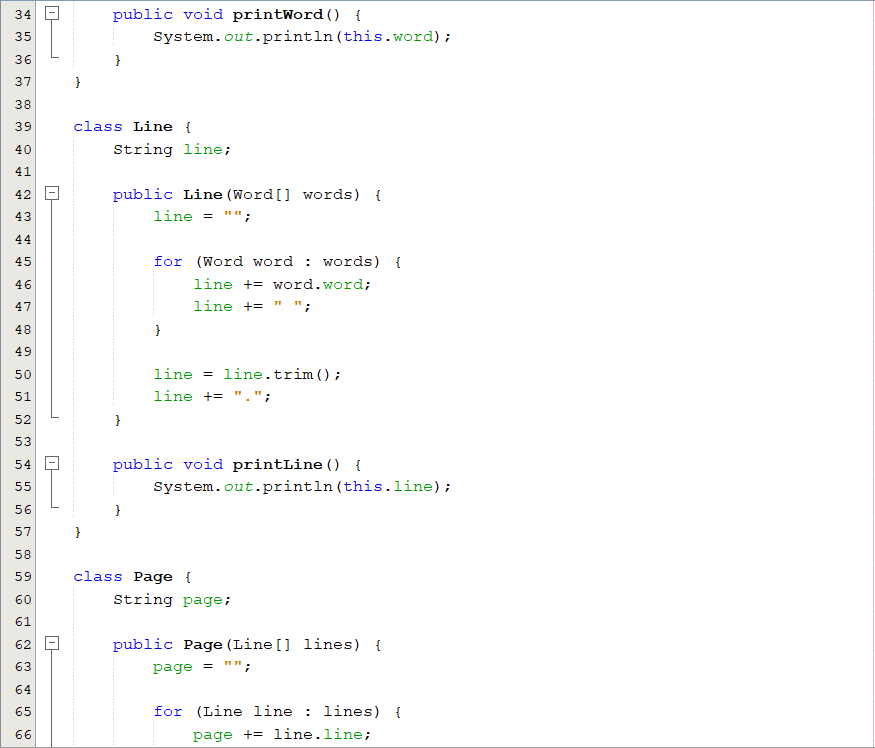 34     public void printWord() {
35         System.out.println(this.word);
36     }
37 }
38
39 class Line {
40     String line;
41
42     public Line(Word[] words) {
43         line = "";
44
45         for (Word word : words) {
46             line += word.word;
47             line += " ";
48         }
49
50         line = line.trim();
51         line += ".";
52     }
53
54     public void printLine() {
55         System.out.println(this.line);
56     }
57 }
58
59 class Page {
60     String page;
61
62     public Page(Line[] lines) {
63         page = "";
64
65         for (Line line : lines) {
66             page += line.line;